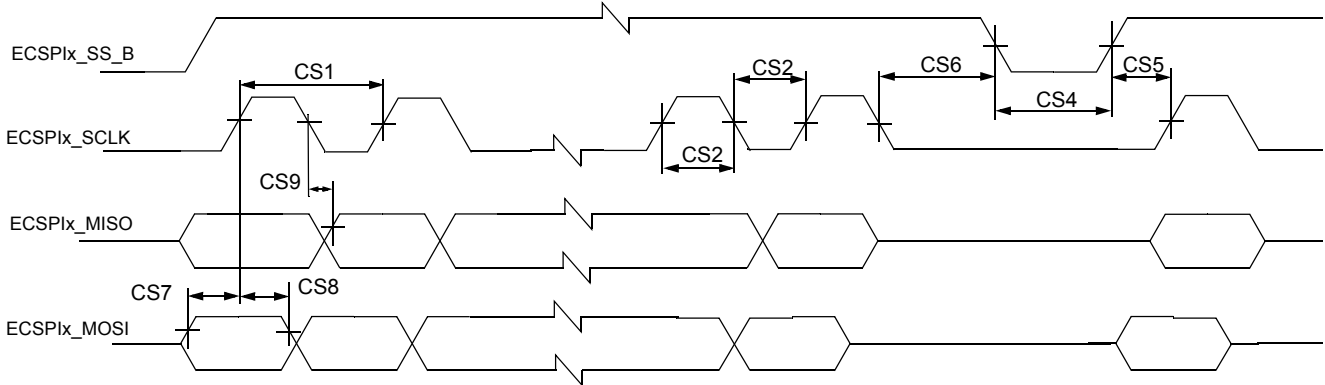 ECSPIx_SS_B
CS1
CS2
CS6
CS5
CS4
ECSPIx_SCLK
CS2
CS9
ECSPIx_MISO
CS7
CS8
ECSPIx_MOSI